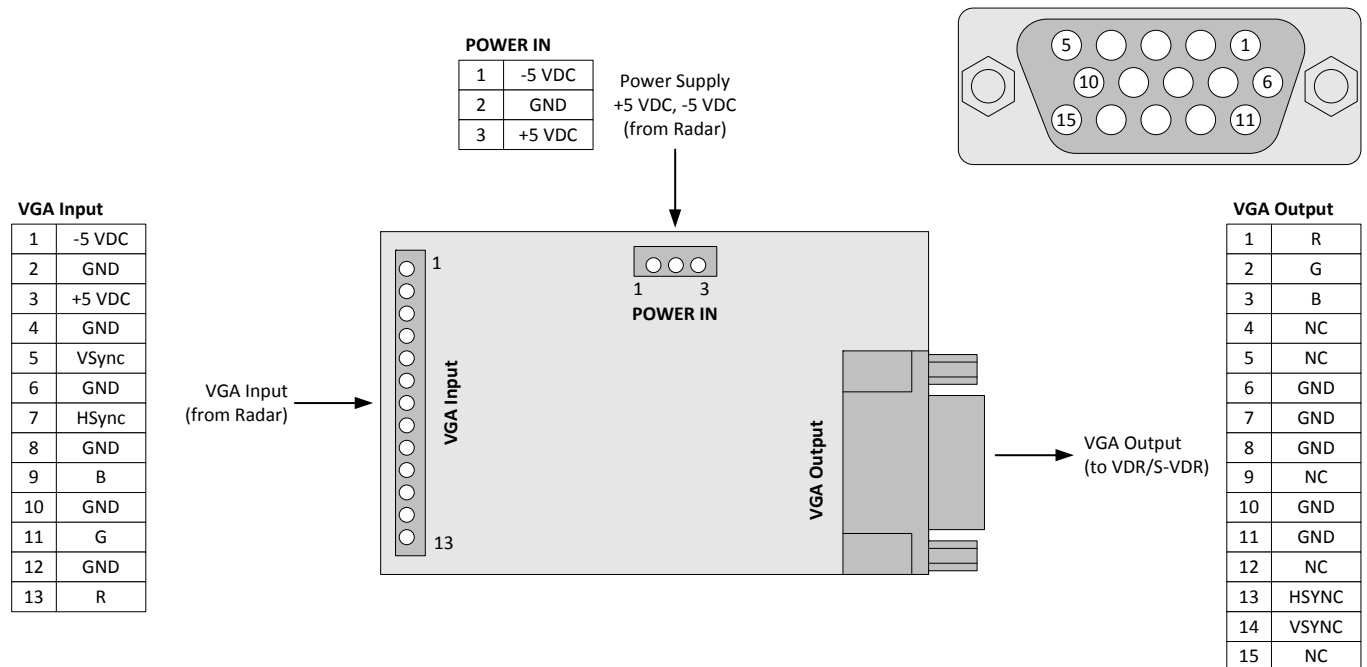 POWER IN
1 -5 VDC
2 GND
3 +5 VDC
Power Supply
+5 VDC, -5 VDC
(from Radar)
5 1
10 6
15 11
VGA Input
1 -5 VDC
2 GND
3 +5 VDC
4 GND
5 VSync
6 GND
7 HSync
8 GND
9 B
10 GND
11 G
12 GND
13 R
VGA Input
(from Radar)
1
13
VGA Input
1 3
POWER IN
VGA Output
VGA Output
(to VDR/S-VDR)
VGA Output
1 R
2 G
3 B
4 NC
5 NC
6 GND
7 GND
8 GND
9 NC
10 GND
11 GND
12 NC
13 HSYNC
14 VSYNC
15 NC